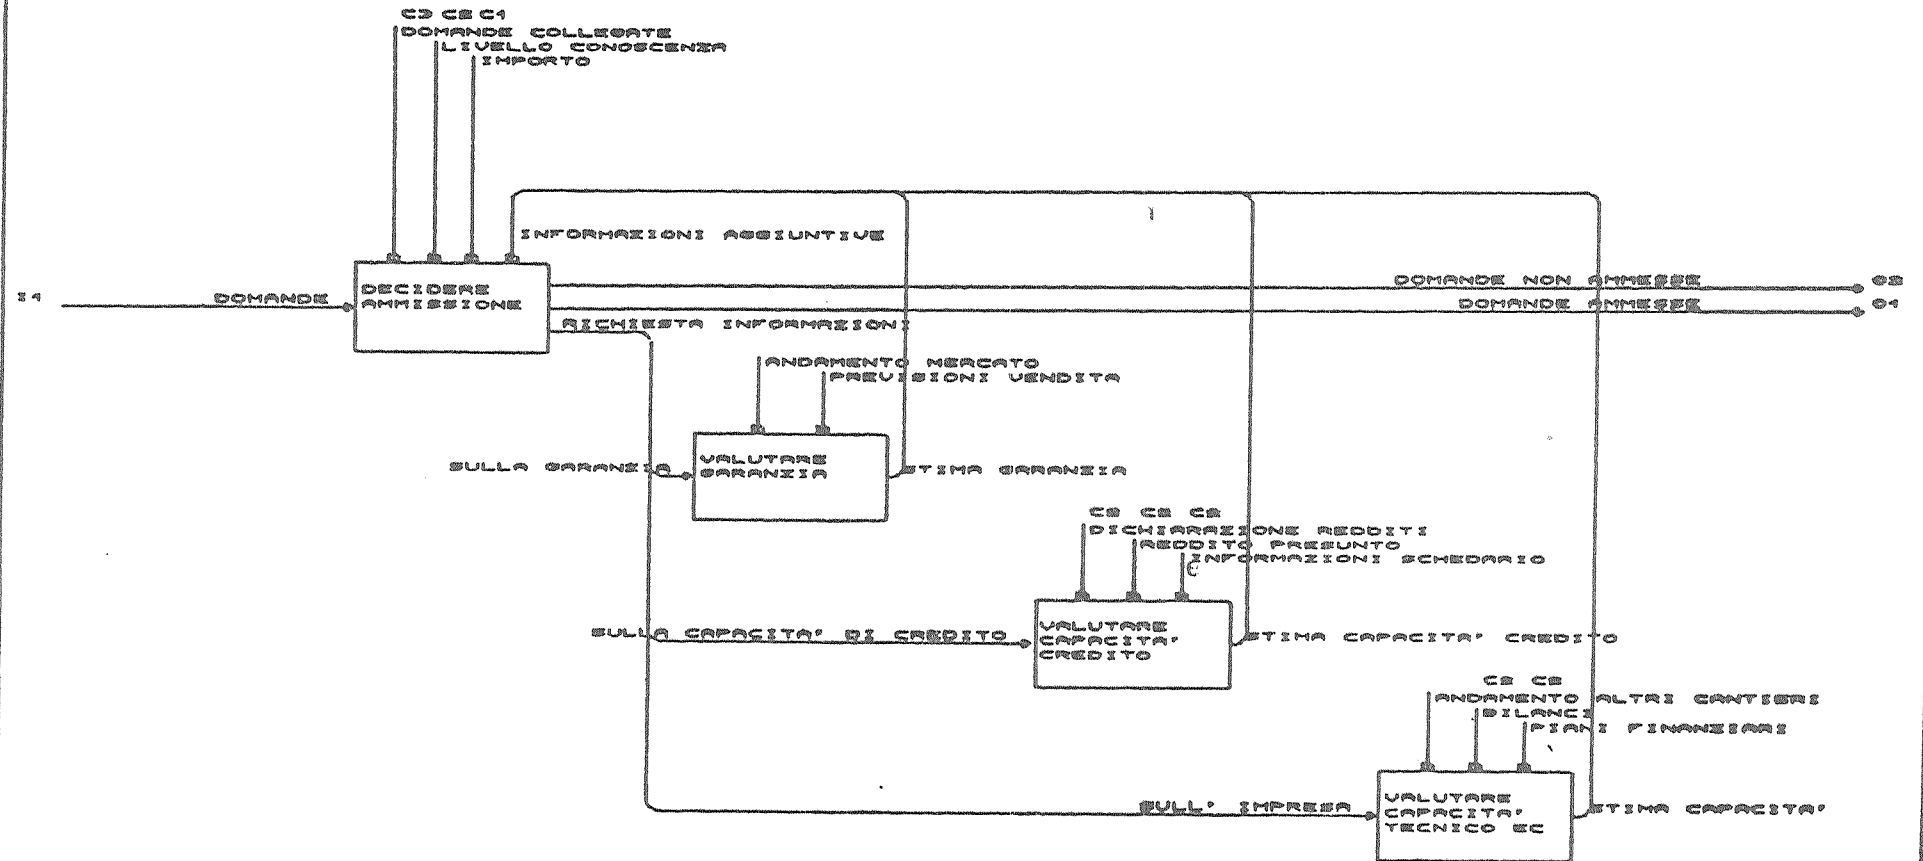 C3 C2 C1
DOMANDE COLLEGATE
LIVELLO CONOSCENZA
IMPORTO
INFORMAZIONI AGGIUNTIVE
DOMANDE NON AMMESSE O2
I1 DOMANDE DECIDERE
AMMISSIONE
DOMANDE AMMESSE O1
RICHIESTA INFORMAZIONI
ANDAMENTO MERCATO
PREVISIONI VENDITA
SULLA GARANZIA
VALUTARE
GARANZIA
STIMA GARANZIA
DICHIARAZIONE REDDITI
REDDITO PRESUNTO
INFORMAZIONI SCHEDARIO
SULLA CAPACITA' DI CREDITO
VALUTARE
CAPACITA'
CREDITO
STIMA CAPACITA' CREDITO
ANDAMENTO ALTRI CANTIERI
BILANCI
PIANI FINANZIARI
SULL' IMPRESA
VALUTARE
CAPACITA'
TECNICO EC
STIMA CAPACITA'